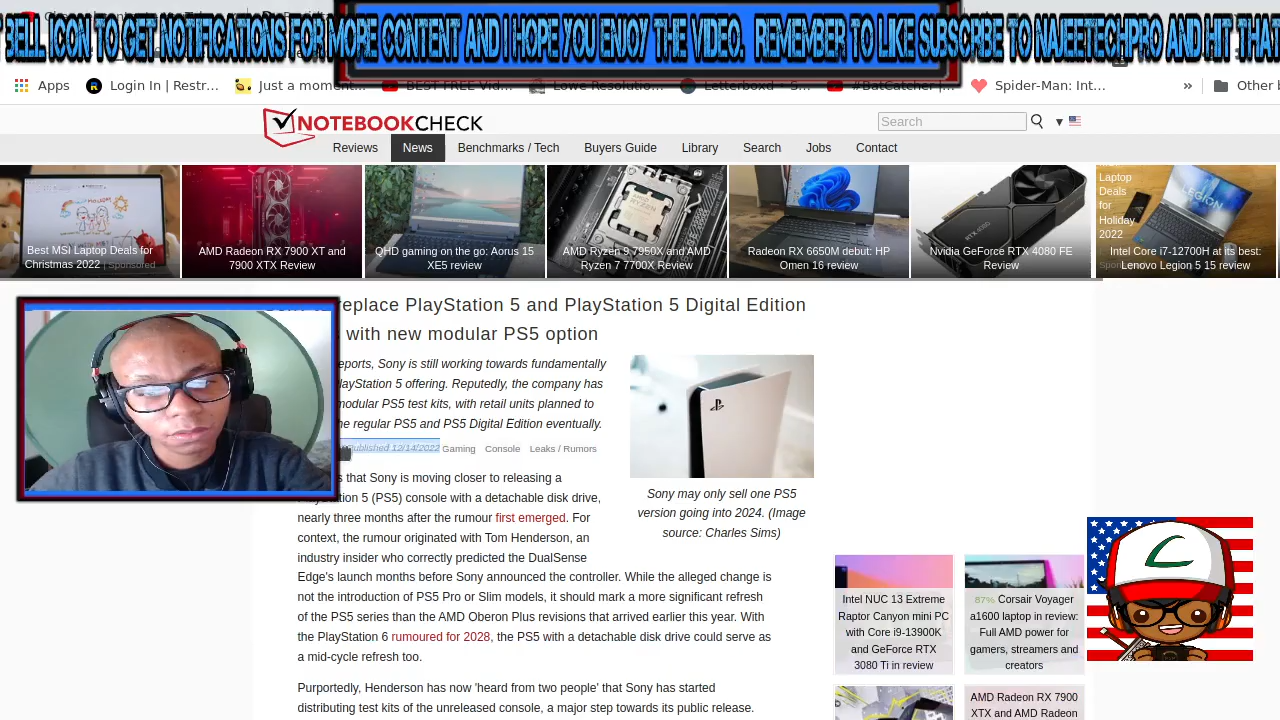 SELL ICON TO GET NOTIFICATIONS FOR MORE CONTENT AND I HOPE YOU ENJOY THE VIDEO. REMEMBER TO LIKE SUBSCRBE TO NAJEETECHPRO AND HIT THAT
Apps Login In | Restr... Just a moment... BEST FREE Vid... Lowe Resolutio... Letterboxd • S... #BatCatcher |... Spider-Man: Int... » Other b
NOTEBOOKCHECK
Search
Reviews News Benchmarks / Tech Buyers Guide Library Search Jobs Contact
Best MSI Laptop Deals for
Christmas 2022 | Sponsored
AMD Radeon RX 7900 XT and
7900 XTX Review
QHD gaming on the go: Aorus 15
XE5 review
AMD Ryzen 9 7950X and AMD
Ryzen 7 7700X Review
Radeon RX 6650M debut: HP
Omen 16 review
Nvidia GeForce RTX 4080 FE
Review
Laptop
Deals
for
Holiday
2022
LEGION
Intel Core i7-12700H at its best:
Lenovo Legion 5 15 review
eplace PlayStation 5 and PlayStation 5 Digital Edition
with new modular PS5 option
eports, Sony is still working towards fundamentally
layStation 5 offering. Reputedly, the company has
modular PS5 test kits, with retail units planned to
he regular PS5 and PS5 Digital Edition eventually.
Published 12/14/2022 Gaming Console Leaks / Rumors
s that Sony is moving closer to releasing a
PlayStation 5 (PS5) console with a detachable disk drive,
nearly three months after the rumour first emerged. For
context, the rumour originated with Tom Henderson, an
industry insider who correctly predicted the DualSense
Edge's launch months before Sony announced the controller. While the alleged change is
not the introduction of PS5 Pro or Slim models, it should mark a more significant refresh
of the PS5 series than the AMD Oberon Plus revisions that arrived earlier this year. With
the PlayStation 6 rumoured for 2028, the PS5 with a detachable disk drive could serve as
a mid-cycle refresh too.
Purportedly, Henderson has now 'heard from two people' that Sony has started
distributing test kits of the unreleased console, a major step towards its public release.
Sony may only sell one PS5
version going into 2024. (Image
source: Charles Sims)
Intel NUC 13 Extreme
Raptor Canyon mini PC
with Core i9-13900K
and GeForce RTX
3080 Ti in review
87% Corsair Voyager
a1600 laptop in review:
Full AMD power for
gamers, streamers and
creators
AMD Radeon RX 7900
XTX and AMD Radeon